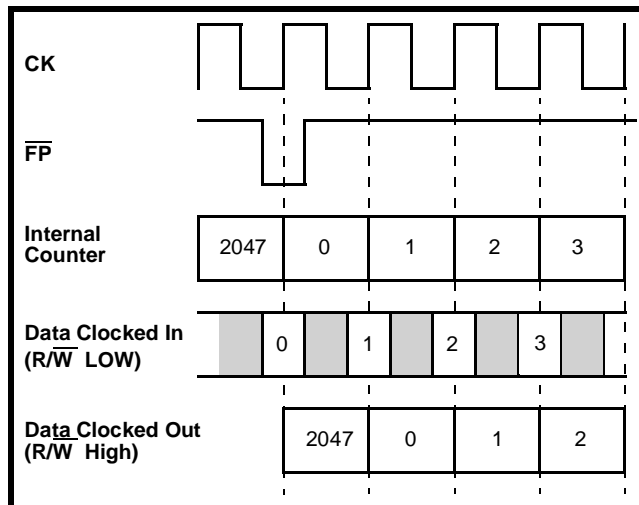 CK
F̅P̅
Internal
Counter
2047 0 1 2 3
Data Clocked In
(R/W̅ LOW)
0 1 2 3
Data Clocked Out
(R/W̅ High)
2047 0 1 2